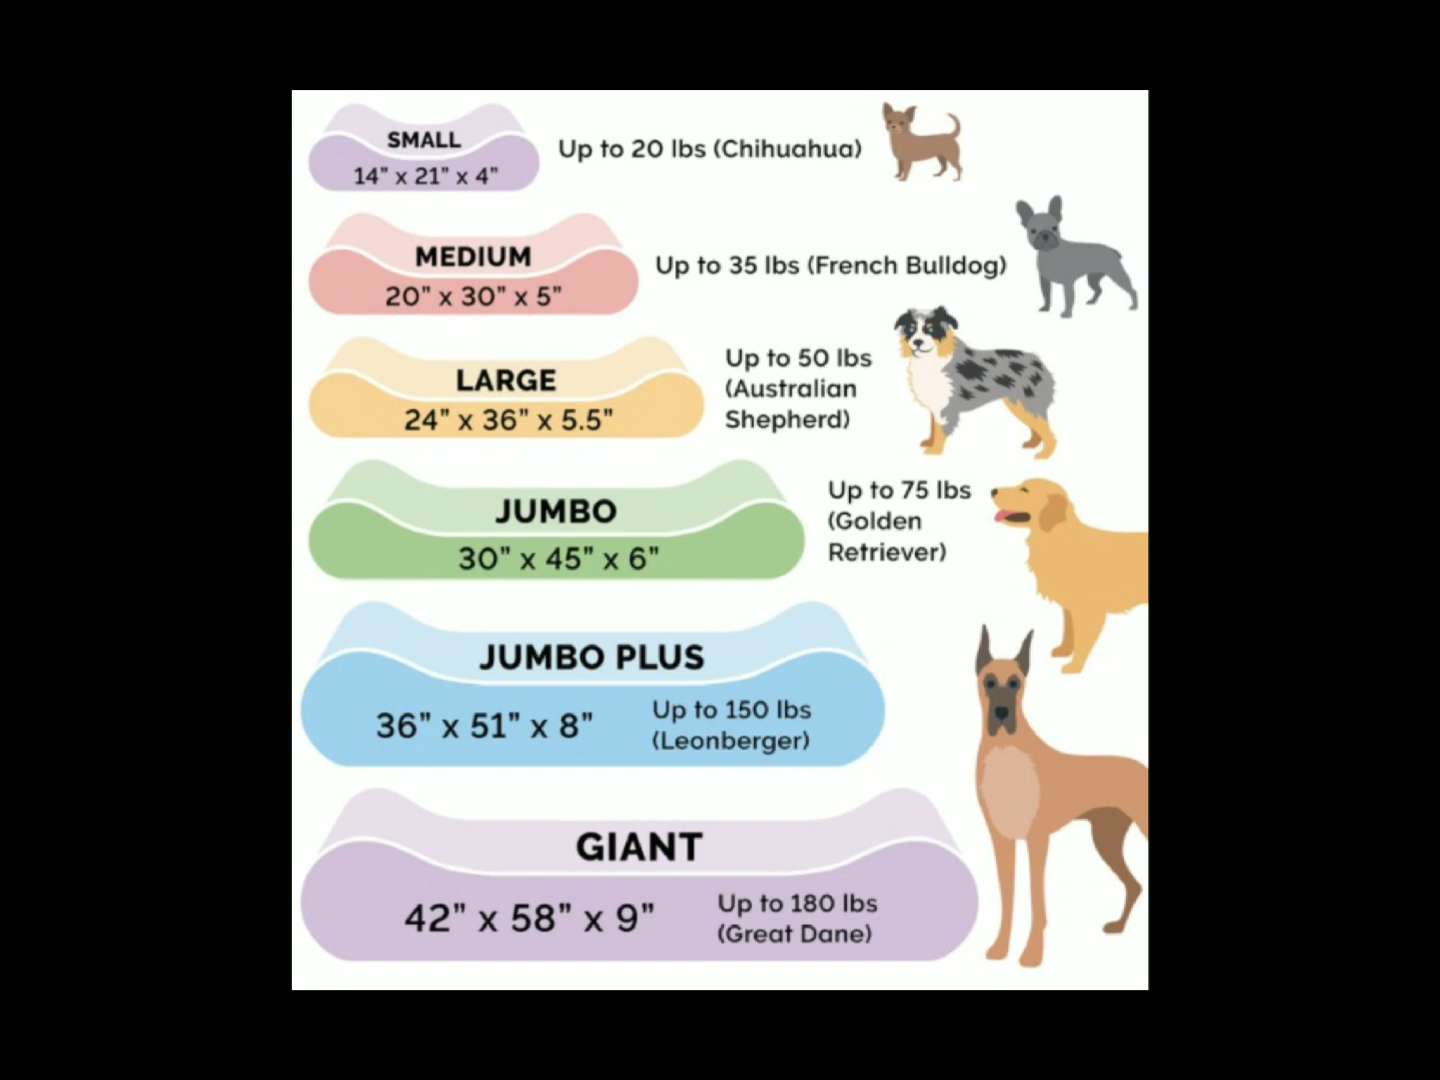 SMALL
14” x 21” x 4”
Up to 20 lbs (Chihuahua)
MEDIUM
20” x 30” x 5”
Up to 35 lbs (French Bulldog)
LARGE
24” x 36” x 5.5”
Up to 50 lbs
(Australian
Shepherd)
JUMBO
30” x 45” x 6”
Up to 75 lbs
(Golden
Retriever)
JUMBO PLUS
36” x 51” x 8”
Up to 150 lbs
(Leonberger)
GIANT
42” x 58” x 9”
Up to 180 lbs
(Great Dane)